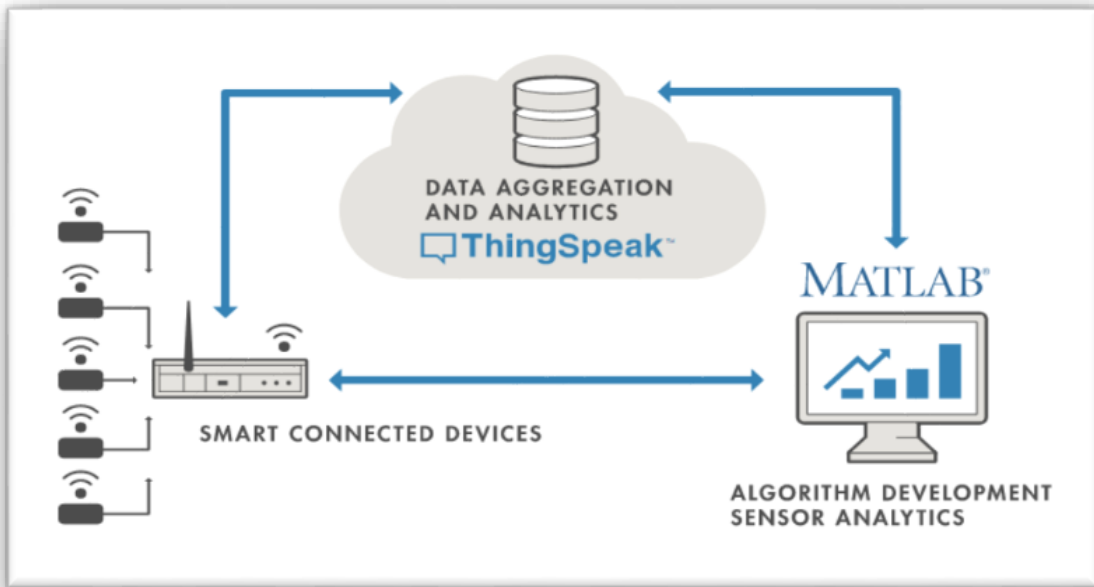 DATA AGGREGATION
AND ANALYTICS
ThingSpeak™
MATLAB®
SMART CONNECTED DEVICES
ALGORITHM DEVELOPMENT
SENSOR ANALYTICS